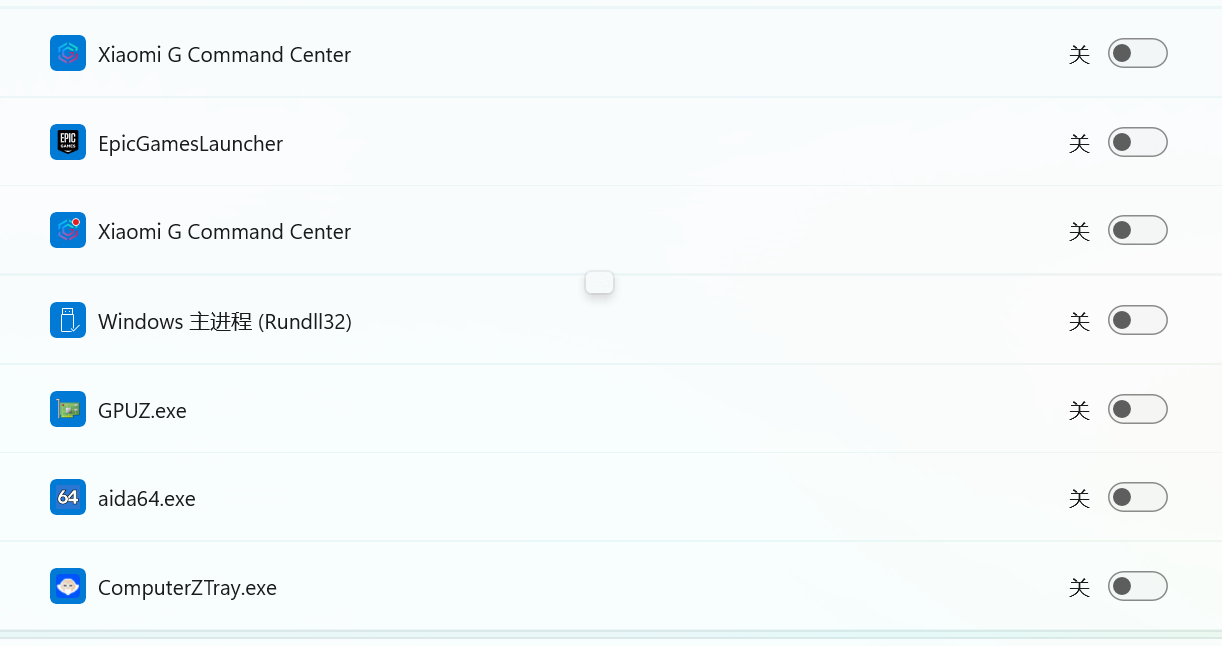 Xiaomi G Command Center 关
EPIC GAMES
EpicGamesLauncher 关
Xiaomi G Command Center 关
Windows 主进程 (Rundll32) 关
GPUZ.exe 关
64
aida64.exe 关
ComputerZTray.exe 关